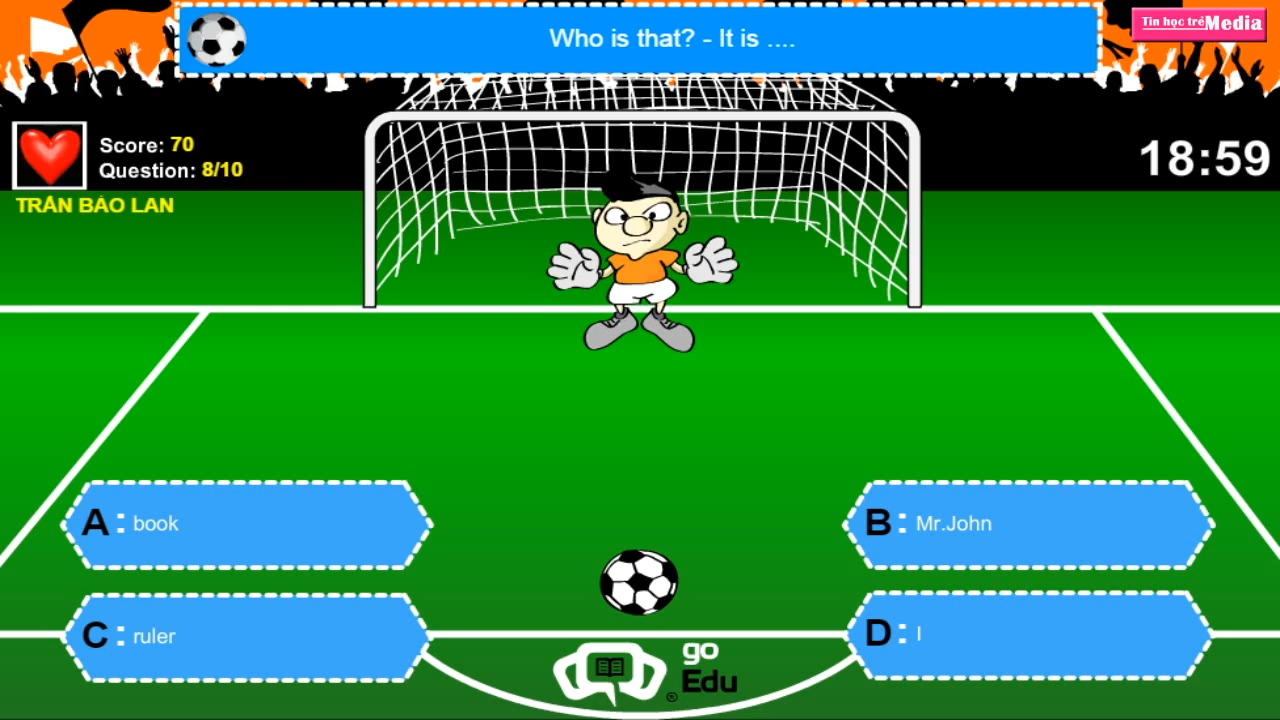 Who is that? - It is ....
Tin học trẻ Media
Score: 70
Question: 8/10
TRẦN BẢO LAN
18:59
A : book
B : Mr.John
C : ruler
D : I
go
Edu
®